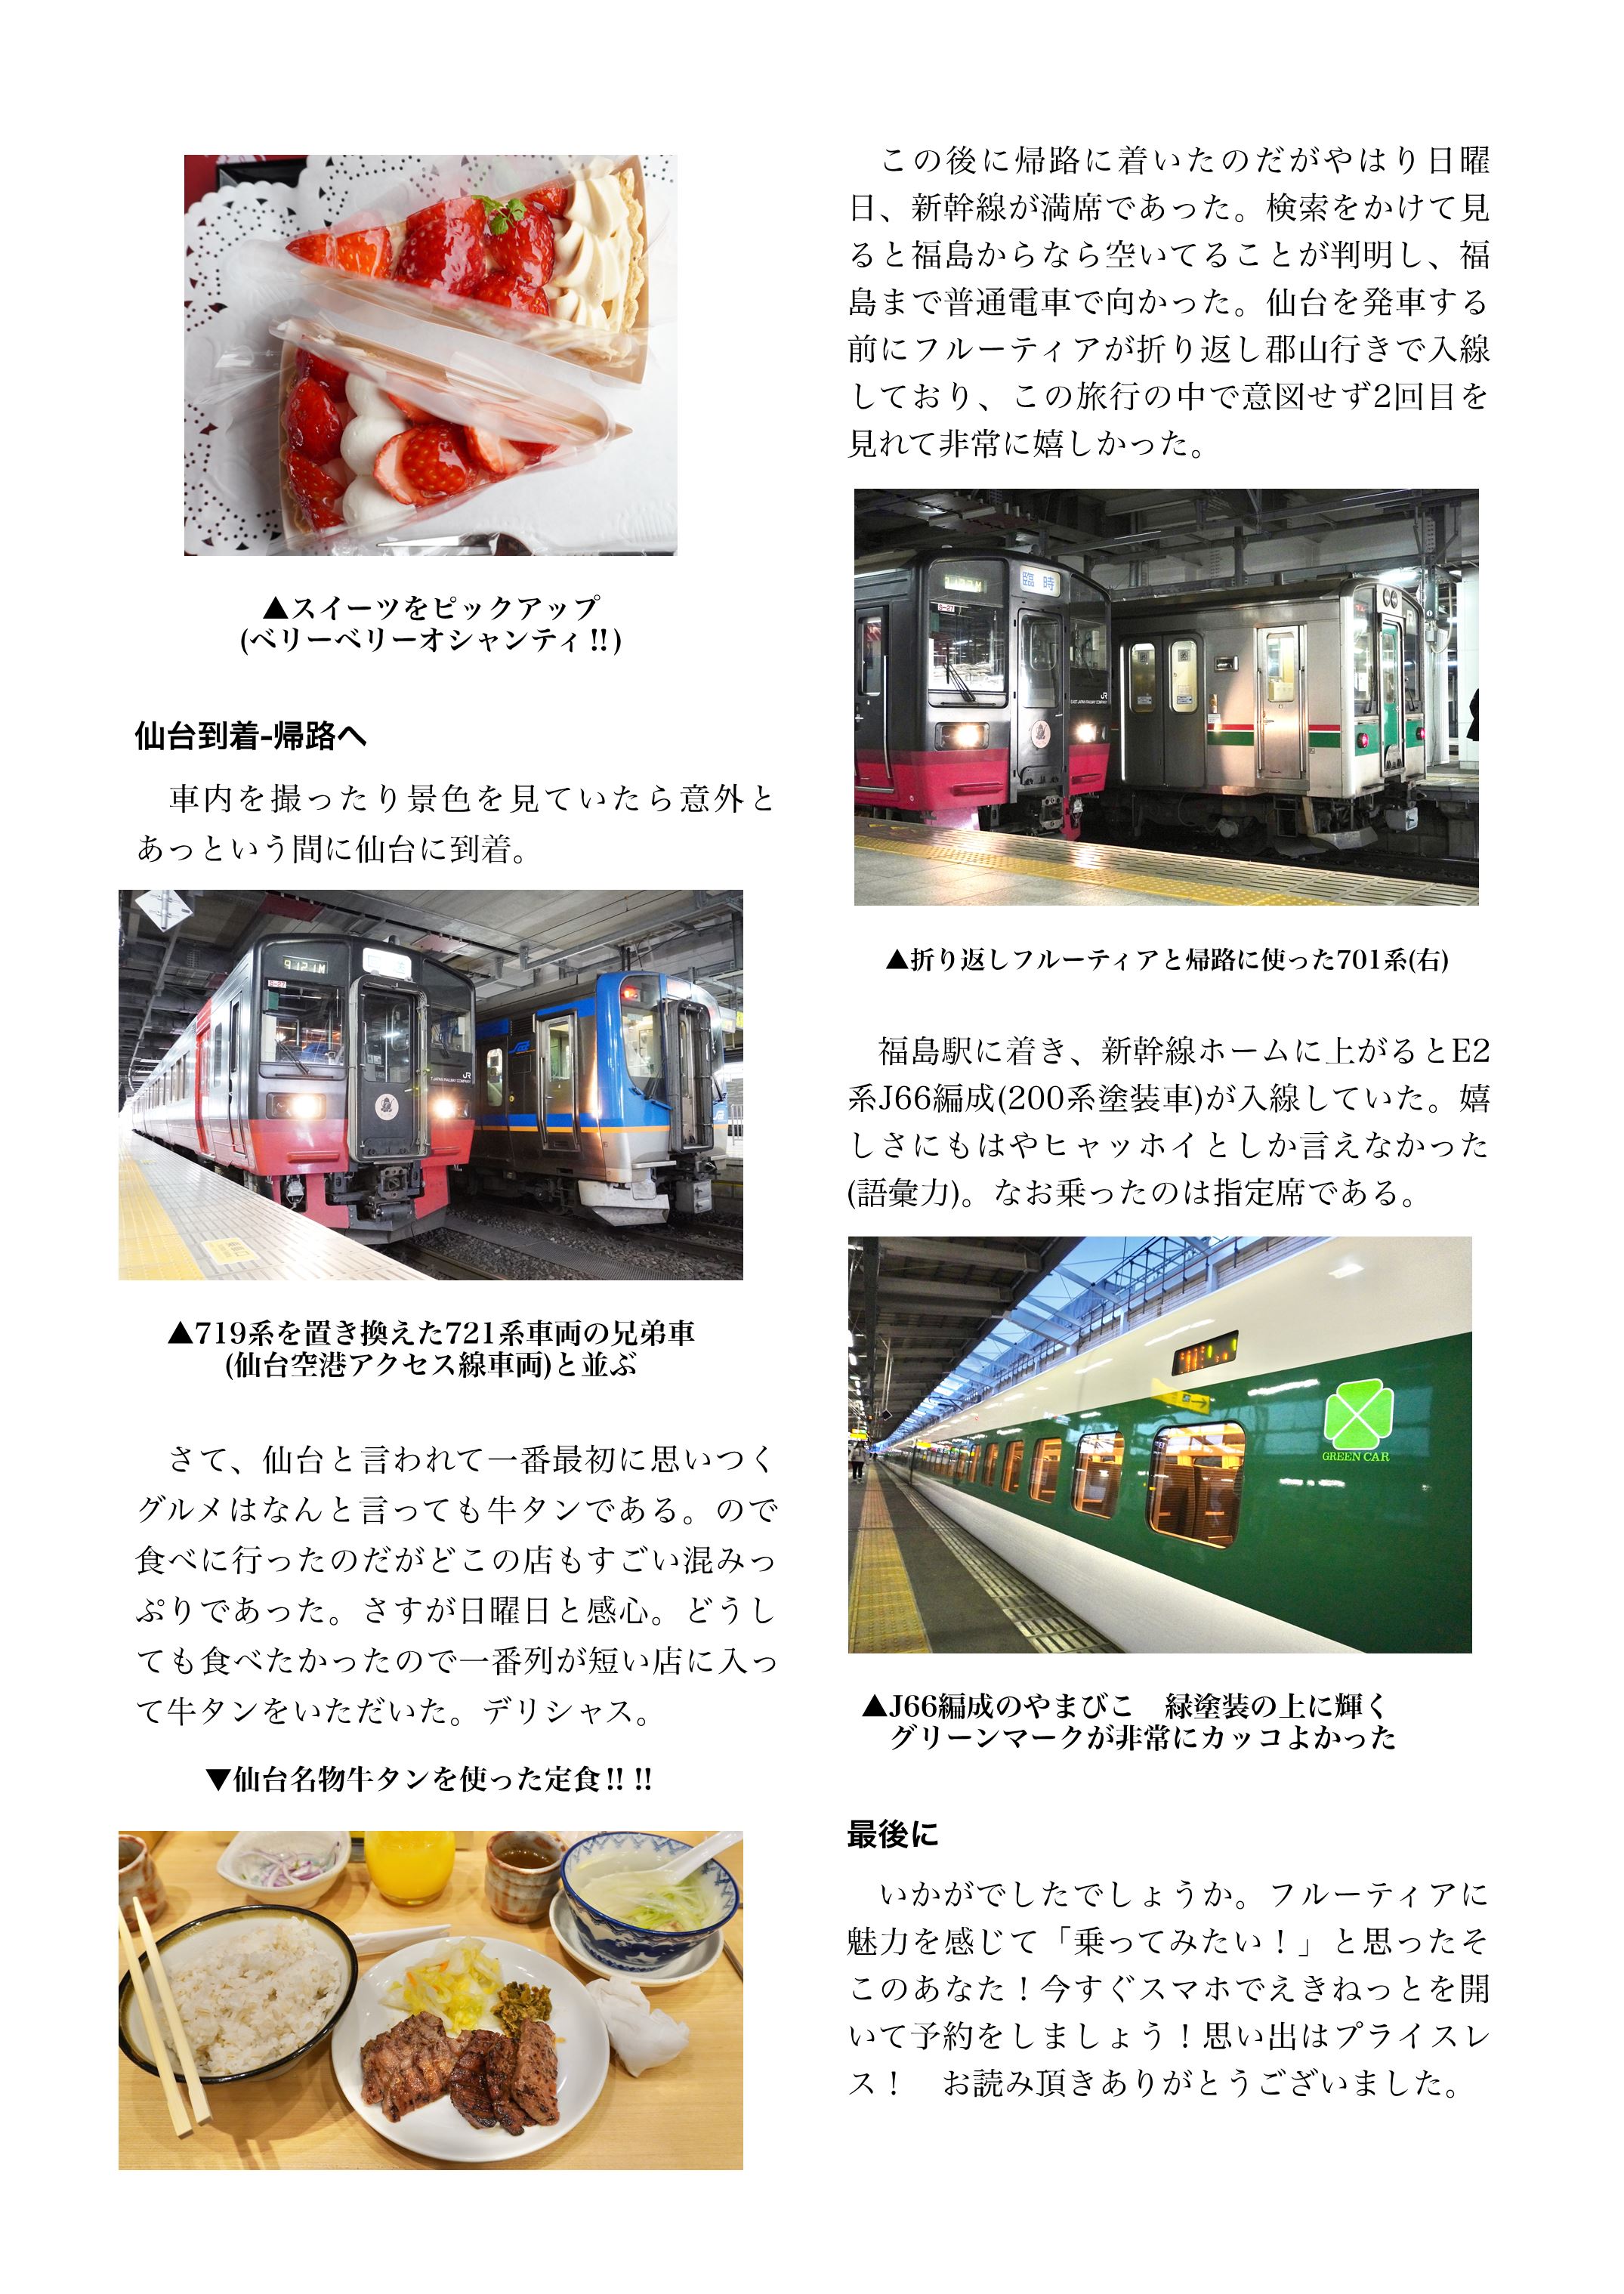 ▲スイーツをピックアップ
(ベリーベリーオシャンティ!!)
仙台到着-帰路へ
車内を撮ったり景色を見ていたら意外と
あっという間に仙台に到着。
9121M
S-27
JR
▲719系を置き換えた721系車両の兄弟車
(仙台空港アクセス線車両)と並ぶ
さて、仙台と言われて一番最初に思いつく
グルメはなんと言っても牛タンである。ので
食べに行ったのだがどこの店もすごい混みっ
ぷりであった。さすが日曜日と感心。どうし
ても食べたかったので一番列が短い店に入っ
て牛タンをいただいた。デリシャス。
▼仙台名物牛タンを使った定食!! !!
この後に帰路に着いたのだがやはり日曜
日、新幹線が満席であった。検索をかけて見
ると福島からなら空いてることが判明し、福
島まで普通電車で向かった。仙台を発車する
前にフルーティアが折り返し郡山行きで入線
しており、この旅行の中で意図せず2回目を
見れて非常に嬉しかった。
臨時
S-27
JR
EAST JAPAN RAILWAY COMPANY
▲折り返しフルーティアと帰路に使った701系(右)
福島駅に着き、新幹線ホームに上がるとE2
系J66編成(200系塗装車)が入線していた。嬉
しさにもはやヒャッホイとしか言えなかった
(語彙力)。なお乗ったのは指定席である。
GREEN CAR
▲J66編成のやまびこ　緑塗装の上に輝く
グリーンマークが非常にカッコよかった
最後に
いかがでしたでしょうか。フルーティアに
魅力を感じて「乗ってみたい！」と思ったそ
このあなた！今すぐスマホでえきねっとを開
いて予約をしましょう！思い出はプライスレ
ス！　お読み頂きありがとうございました。